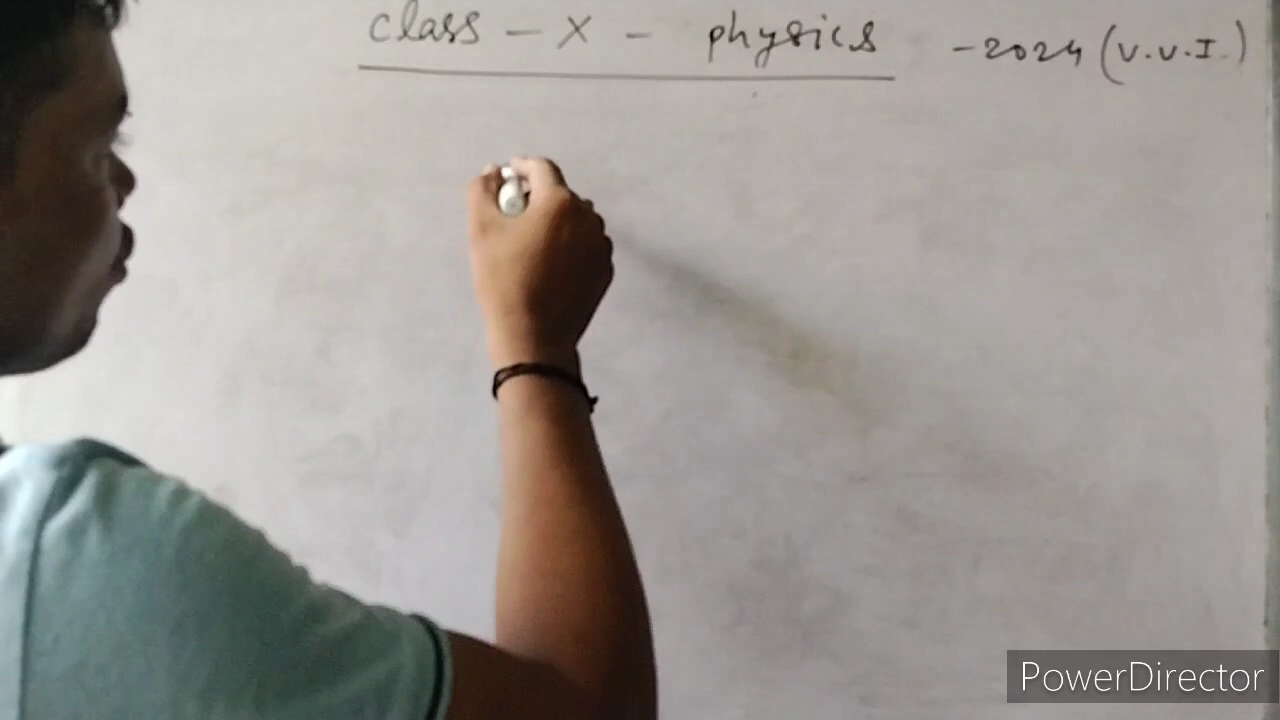 class - X - physics - 2024 (V.V.I.)
PowerDirector